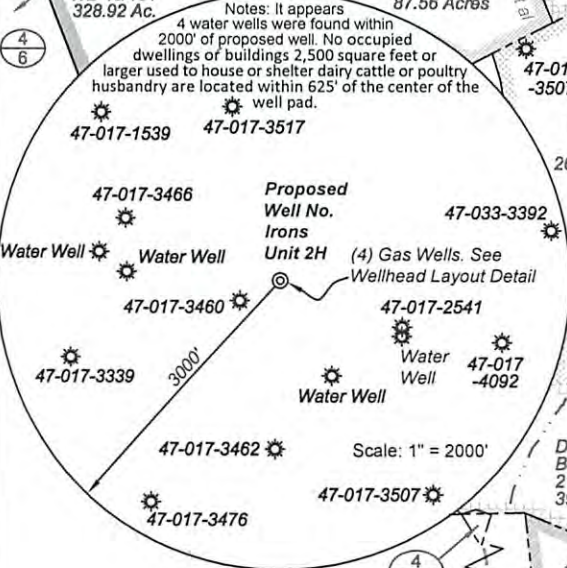 328.92 Ac.
87.56 Acres
4
6
Notes: It appears
4 water wells were found within
2000' of proposed well. No occupied
dwellings or buildings 2,500 square feet or
larger used to house or shelter dairy cattle or poultry
husbandry are located within 625' of the center of the
well pad.
47-017-1539
47-017-3517
47-01
-3507
47-017-3466
Proposed
Well No.
Irons
Unit 2H
47-033-3392
26
Water Well
Water Well
(4) Gas Wells. See
Wellhead Layout Detail
47-017-3460
47-017-2541
Water
Well
47-017
-4092
47-017-3339
3000'
Water Well
47-017-3462
Scale: 1" = 2000'
47-017-3507
47-017-3476
D
B
2
4